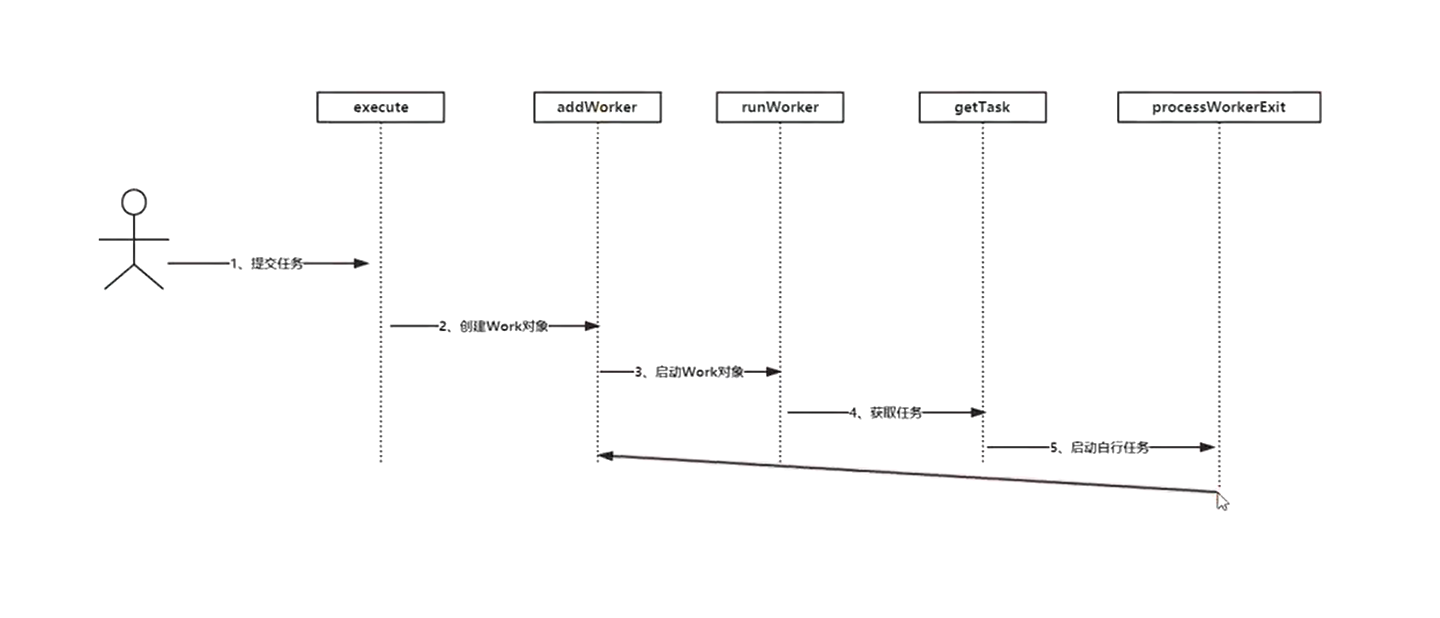 execute
addWorker
runWorker
getTask
processWorkerExit
1、提交任务
2、创建Work对象
3、启动Work对象
4、获取任务
5、启动自行任务